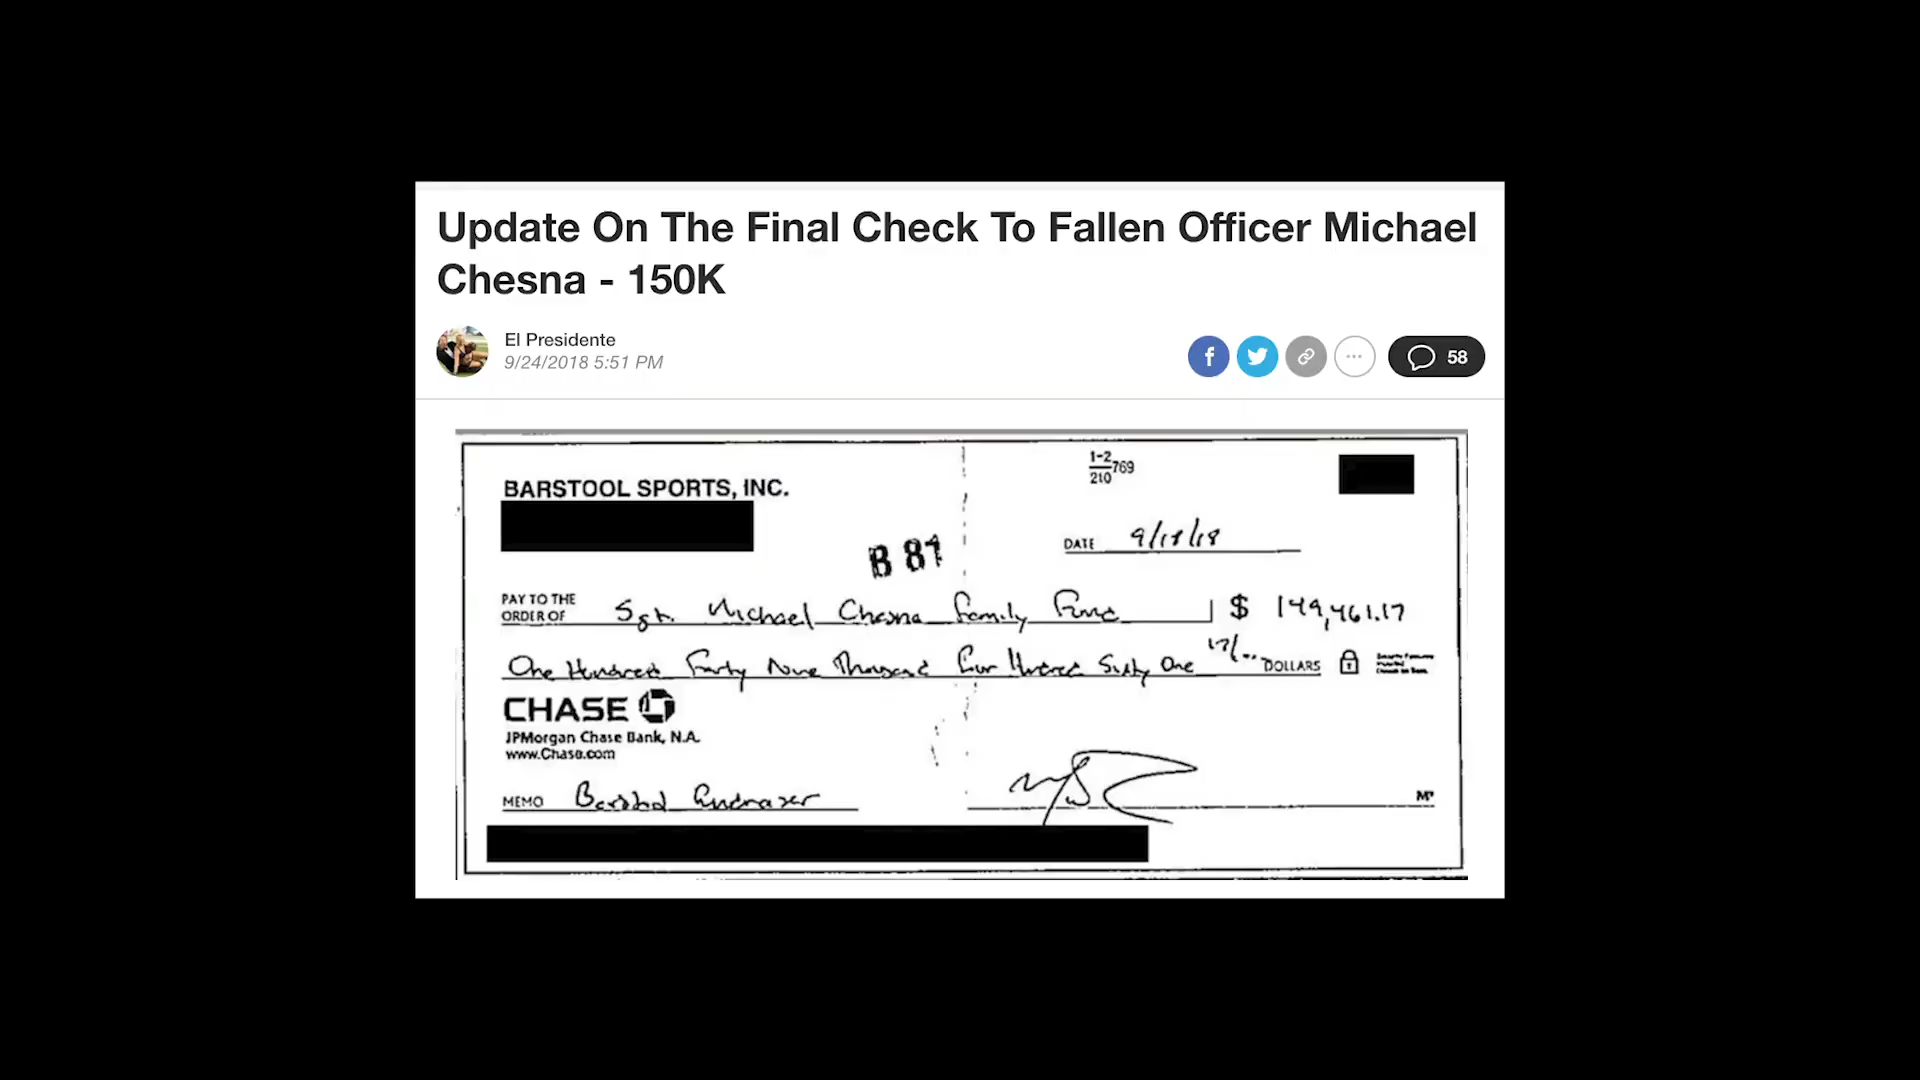 Update On The Final Check To Fallen Officer Michael
Chesna - 150K
El Presidente
9/24/2018 5:51 PM
58
1-2
210 769
BARSTOOL SPORTS, INC.
B 81
DATE 9/18/18
PAY TO THE
ORDER OF Sgt. Michael Chesna Family Fund $ 149,461.17
One Hundred Forty Nine Thousand Four Hundred Sixty One 17/ DOLLARS
CHASE
JPMorgan Chase Bank, N.A.
www.Chase.com
MEMO Barstool Fundraiser
MP